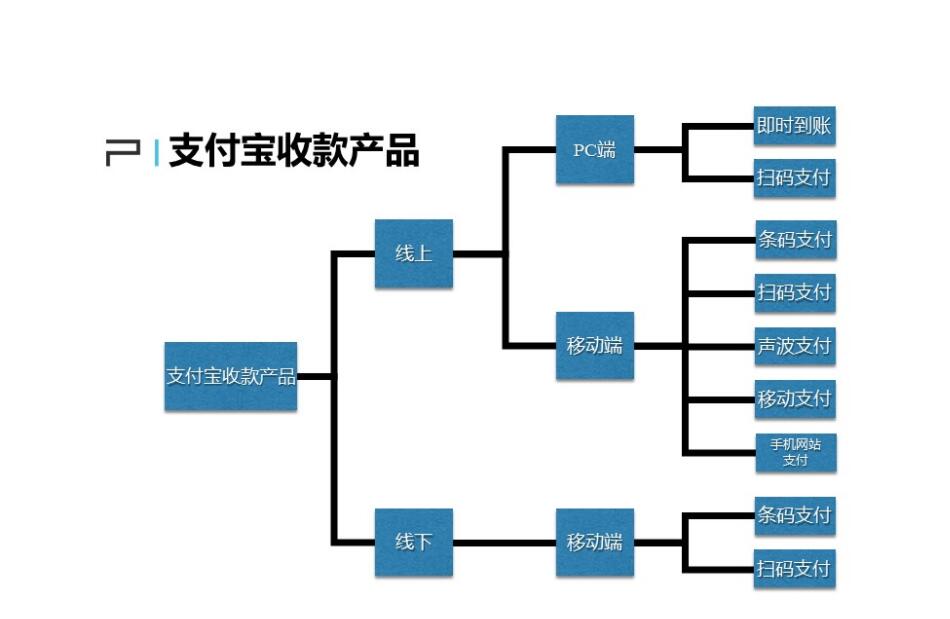 支付宝收款产品
即时到账
PC端
扫码支付
条码支付
线上
扫码支付
移动端
声波支付
支付宝收款产品
移动支付
手机网站
支付
条码支付
线下
移动端
扫码支付